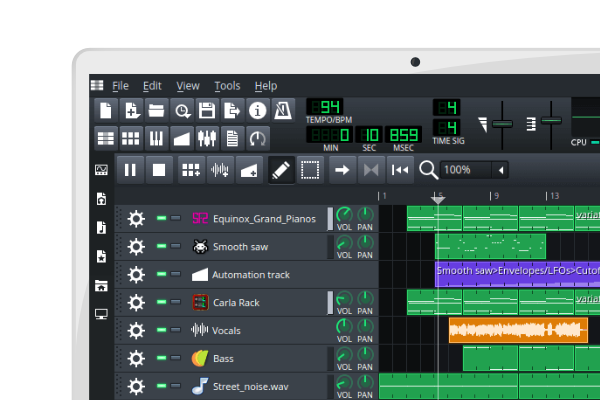 File Edit View Tools Help
94
TEMPO/BPM
4
4
TIME SIG
0 10 859
MIN SEC MSEC
CPU
100%
1 5 9 13
Equinox_Grand_Pianos VOL PAN
Smooth saw VOL PAN
Automation track Smooth saw>Envelopes/LFOs>Cutof
Carla Rack VOL PAN
Vocals VOL PAN
Bass VOL PAN
Street_noise.wav VOL PAN